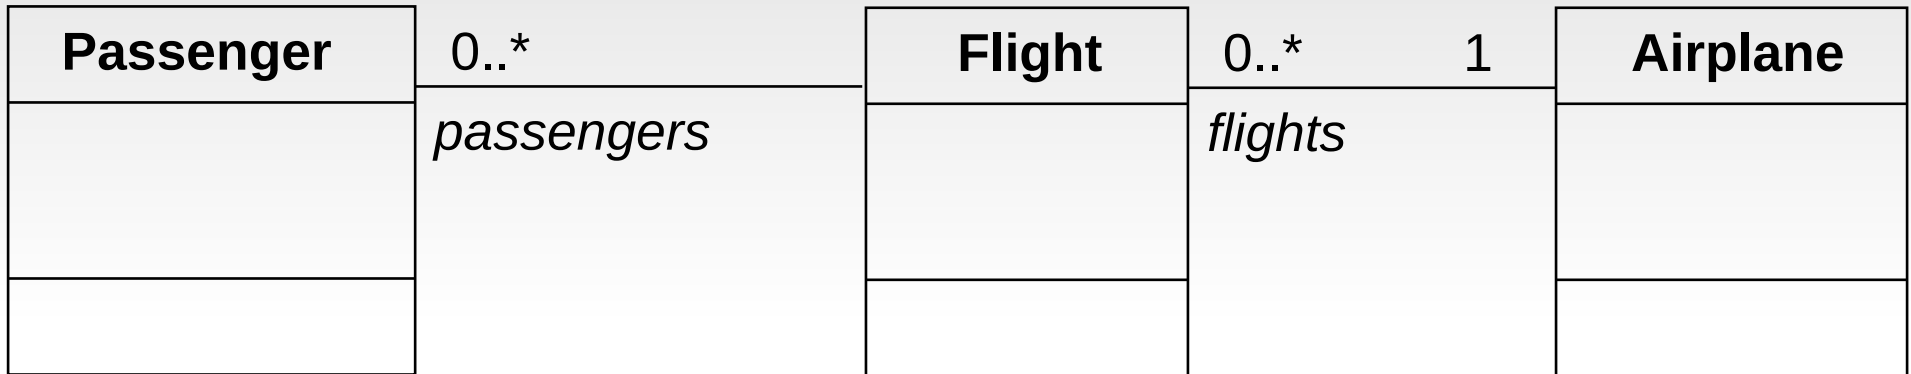 Passenger 0..* Flight 0..* 1 Airplane
passengers flights